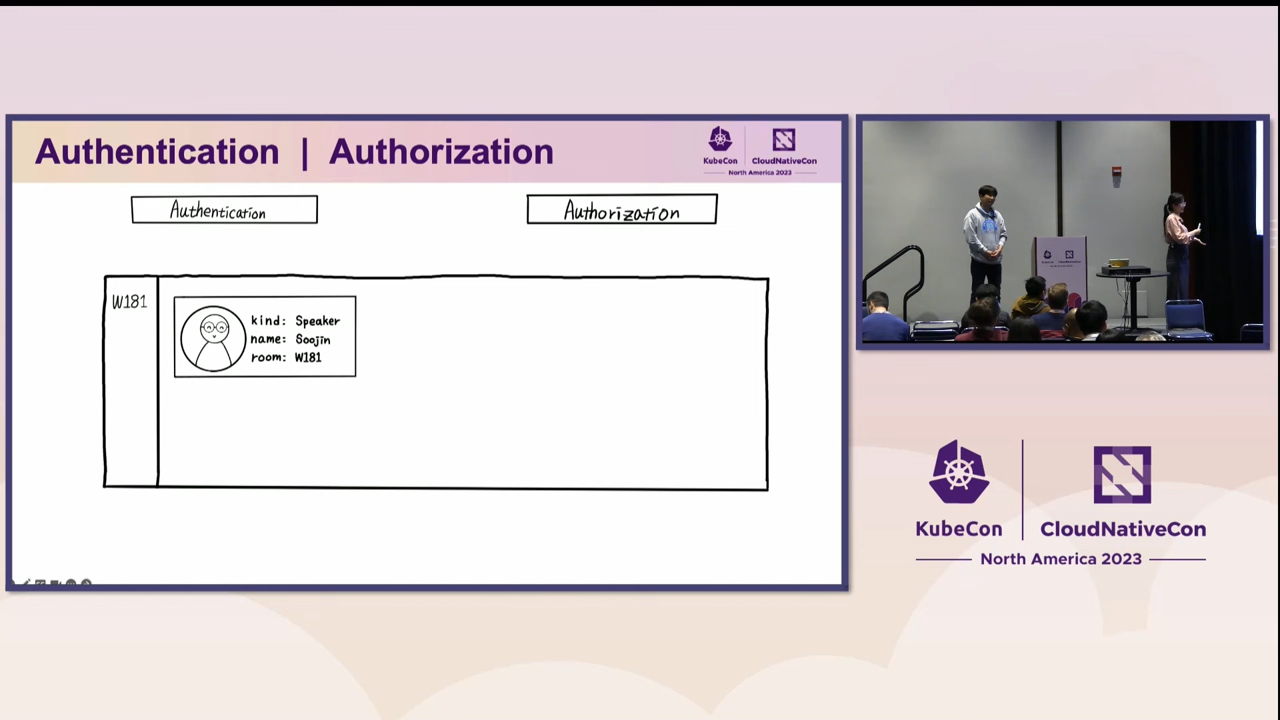 Authentication | Authorization
KubeCon
CloudNativeCon
North America 2023
Authentication
Authorization
W181
kind: Speaker
name: Soojin
room: W181
KubeCon
CloudNativeCon
North America 2023